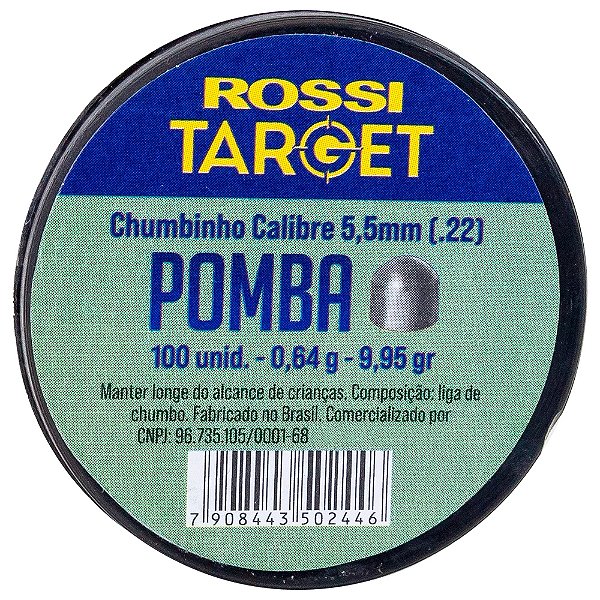 ROSSI
TARGET
Chumbinho Calibre 5,5mm (.22)
POMBA
100 unid. - 0,64 g - 9,95 gr
Manter longe do alcance de crianças. Composição: liga de
chumbo. Fabricado no Brasil. Comercializado por
CNPJ: 96.735.105/0001-68
7 908443 502446